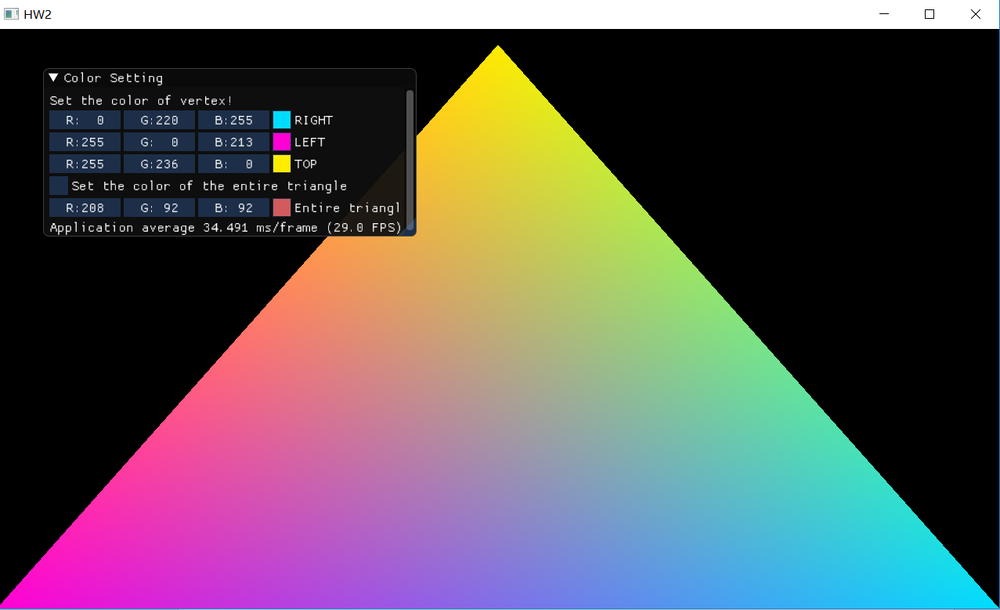 HW2
Color Setting
Set the color of vertex!
R:  0 G:220 B:255 RIGHT
R:255 G:  0 B:213 LEFT
R:255 G:236 B:  0 TOP
Set the color of the entire triangle
R:208 G: 92 B: 92 Entire triangl
Application average 34.491 ms/frame (29.0 FPS)